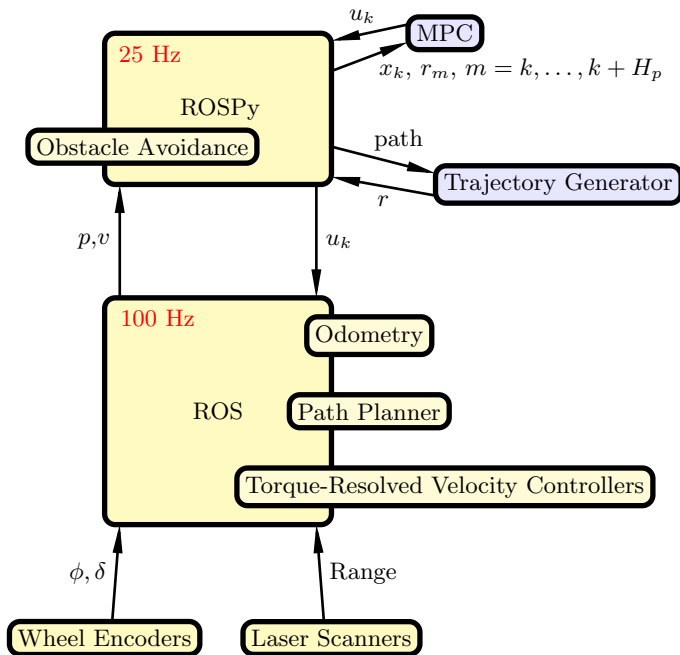 u_k
MPC
25 Hz
x_k, r_m, m = k, . . . , k + H_p
ROSPy
path
Obstacle Avoidance
Trajectory Generator
r
p,v
u_k
100 Hz
Odometry
ROS
Path Planner
Torque-Resolved Velocity Controllers
ϕ, δ
Range
Wheel Encoders
Laser Scanners